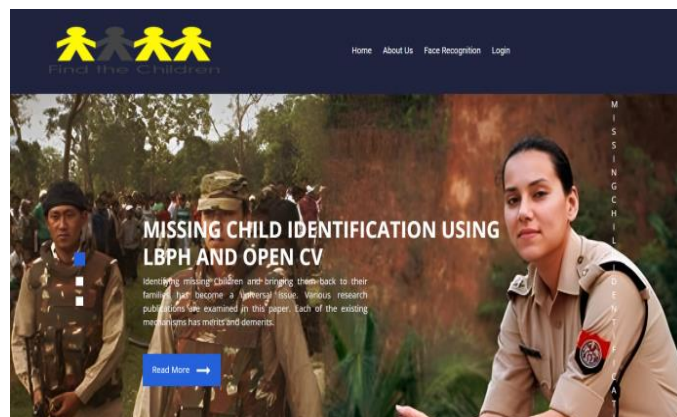 Find the Children
Home About Us Face Recognition Login
MISSING CHILD IDENTIFICATION USING
LBPH AND OPEN CV
Identifying missing Children and bringing them back to their
families has become a universal issue. Various research
publications are examined in this paper. Each of the existing
mechanisms has merits and demerits.
Read More
M
I
S
S
I
N
G
C
H
I
L
D
I
D
E
N
T
I
F
I
C
A
T